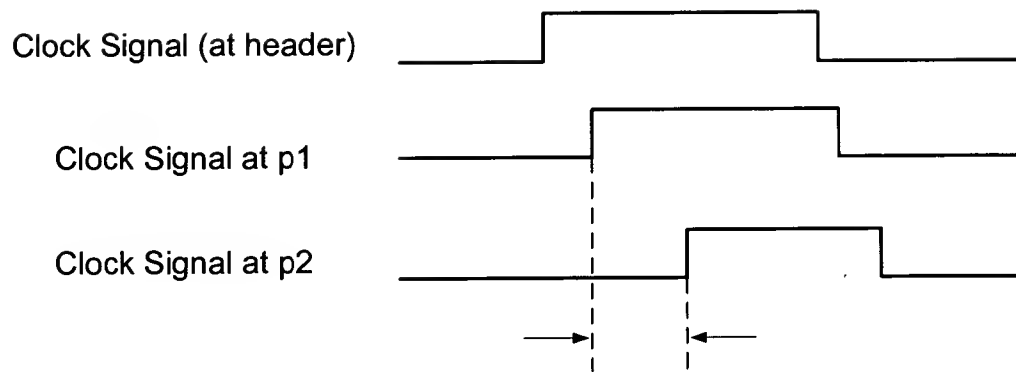 Clock Signal (at header)
Clock Signal at p1
Clock Signal at p2